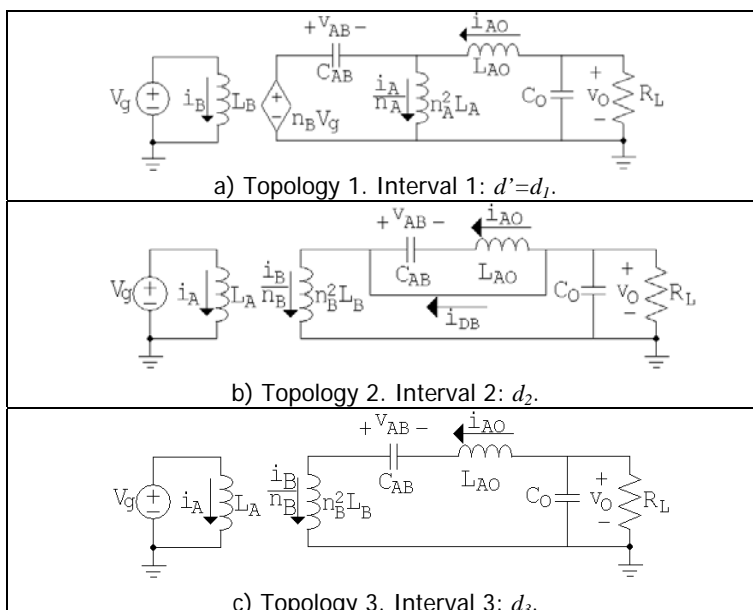 + V_AB - i_AO
C_AB L_AO
V_g + - i_B L_B + - n_B V_g i_A/n_A n_A^2 L_A C_O + v_O - R_L
a) Topology 1. Interval 1: d'=d_1.
+ V_AB - i_AO
C_AB L_AO
V_g + - i_A L_A i_B/n_B n_B^2 L_B i_DB C_O + v_O - R_L
b) Topology 2. Interval 2: d_2.
+ V_AB - i_AO
C_AB L_AO
V_g + - i_A L_A i_B/n_B n_B^2 L_B C_O + v_O - R_L
c) Topology 3. Interval 3: d_3.